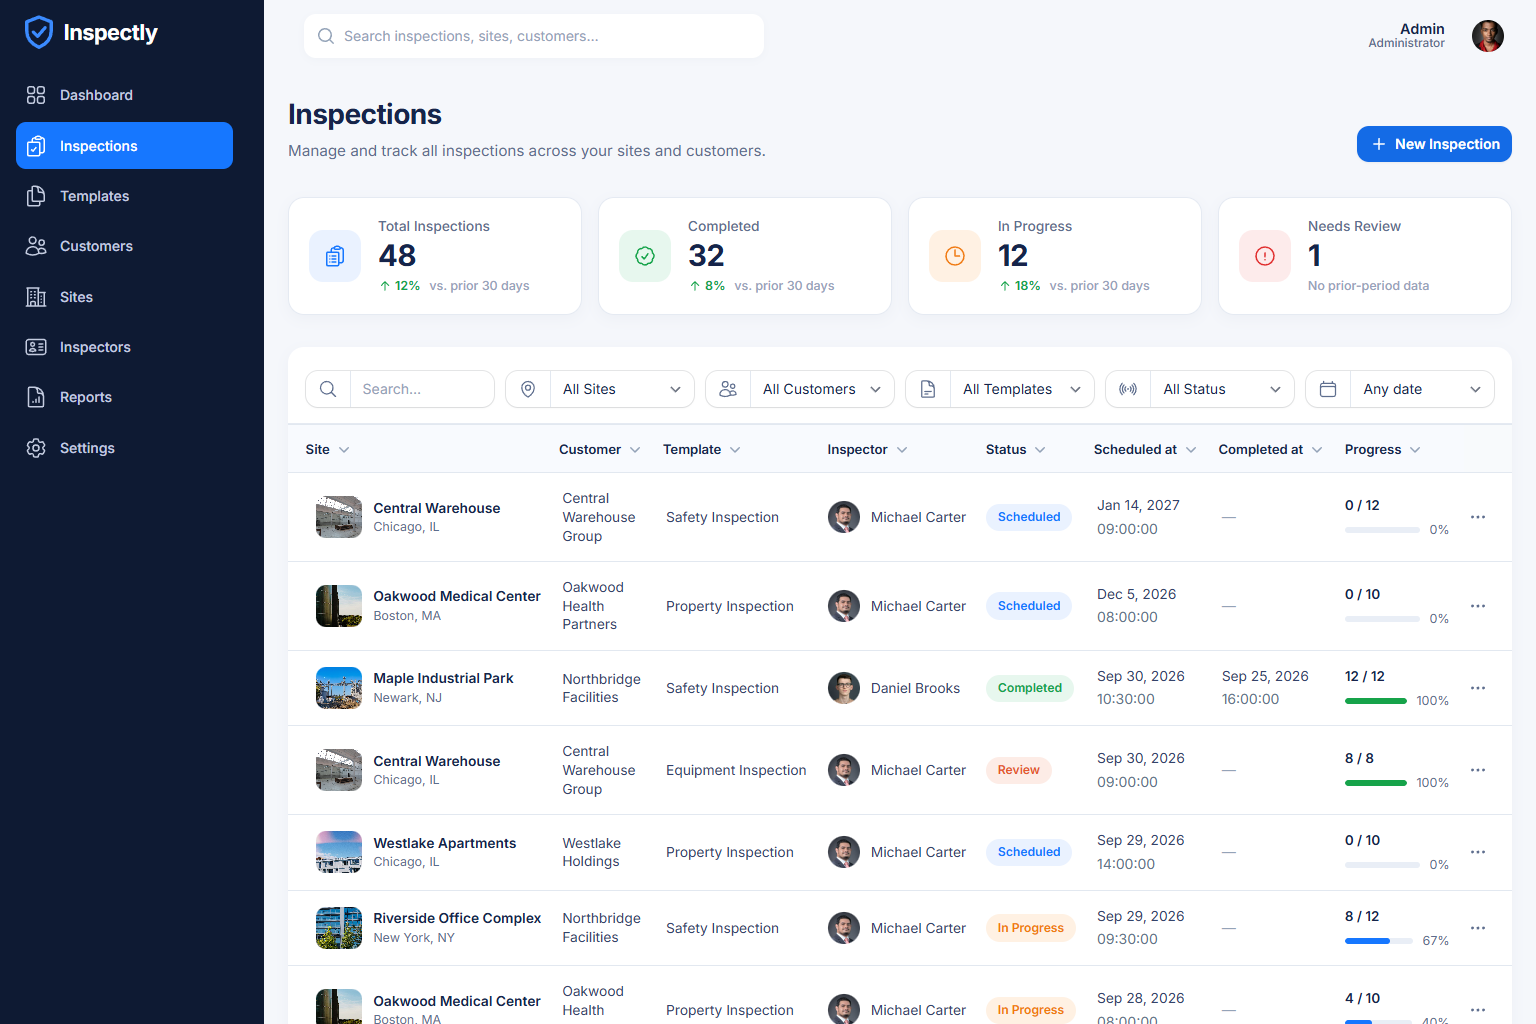 Inspectly
Search inspections, sites, customers...
Admin
Administrator
Dashboard
Inspections
Templates
Customers
Sites
Inspectors
Reports
Settings
Inspections
Manage and track all inspections across your sites and customers.
New Inspection
Total Inspections
48
12% vs. prior 30 days
Completed
32
8% vs. prior 30 days
In Progress
12
18% vs. prior 30 days
Needs Review
1
No prior-period data
Search...
All Sites
All Customers
All Templates
All Status
Any date
Site Customer Template Inspector Status Scheduled at Completed at Progress
Central Warehouse
Chicago, IL
Central
Warehouse
Group
Safety Inspection
Michael Carter
Scheduled
Jan 14, 2027
09:00:00
—
0 / 12
0%
Oakwood Medical Center
Boston, MA
Oakwood
Health
Partners
Property Inspection
Michael Carter
Scheduled
Dec 5, 2026
08:00:00
—
0 / 10
0%
Maple Industrial Park
Newark, NJ
Northbridge
Facilities
Safety Inspection
Daniel Brooks
Completed
Sep 30, 2026
10:30:00
Sep 25, 2026
16:00:00
12 / 12
100%
Central Warehouse
Chicago, IL
Central
Warehouse
Group
Equipment Inspection
Michael Carter
Review
Sep 30, 2026
09:00:00
—
8 / 8
100%
Westlake Apartments
Chicago, IL
Westlake
Holdings
Property Inspection
Michael Carter
Scheduled
Sep 29, 2026
14:00:00
—
0 / 10
0%
Riverside Office Complex
New York, NY
Northbridge
Facilities
Safety Inspection
Michael Carter
In Progress
Sep 29, 2026
09:30:00
—
8 / 12
67%
Oakwood Medical Center
Boston, MA
Oakwood
Health
Property Inspection
Michael Carter
In Progress
Sep 28, 2026
08:00:00
—
4 / 10
40%